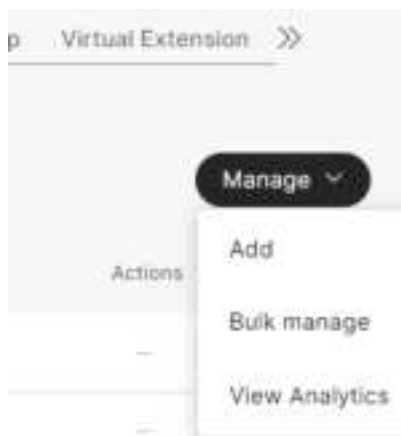 p Virtual Extension
Manage
Add
Actions
Bulk manage
View Analytics